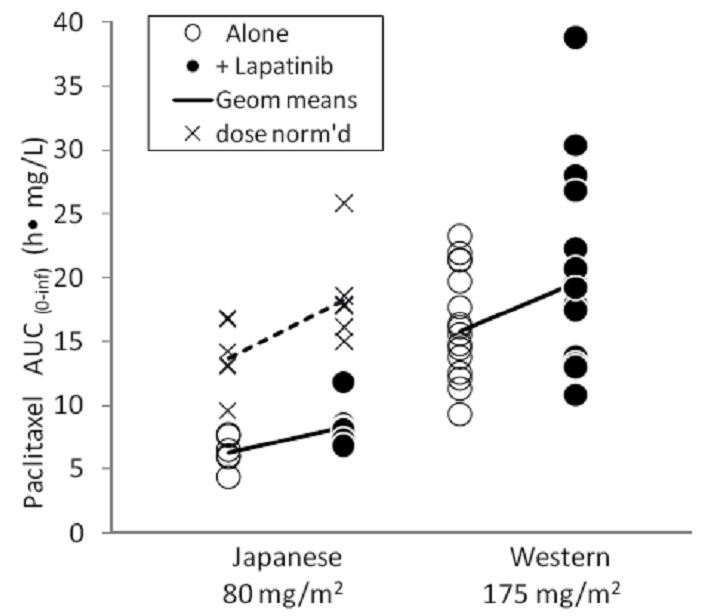 40
35
30
25
20
15
10
5
0
Paclitaxel AUC (0-inf) (h• mg/L)
Alone
+ Lapatinib
Geom means
dose norm'd
Japanese Western
80 mg/m² 175 mg/m²